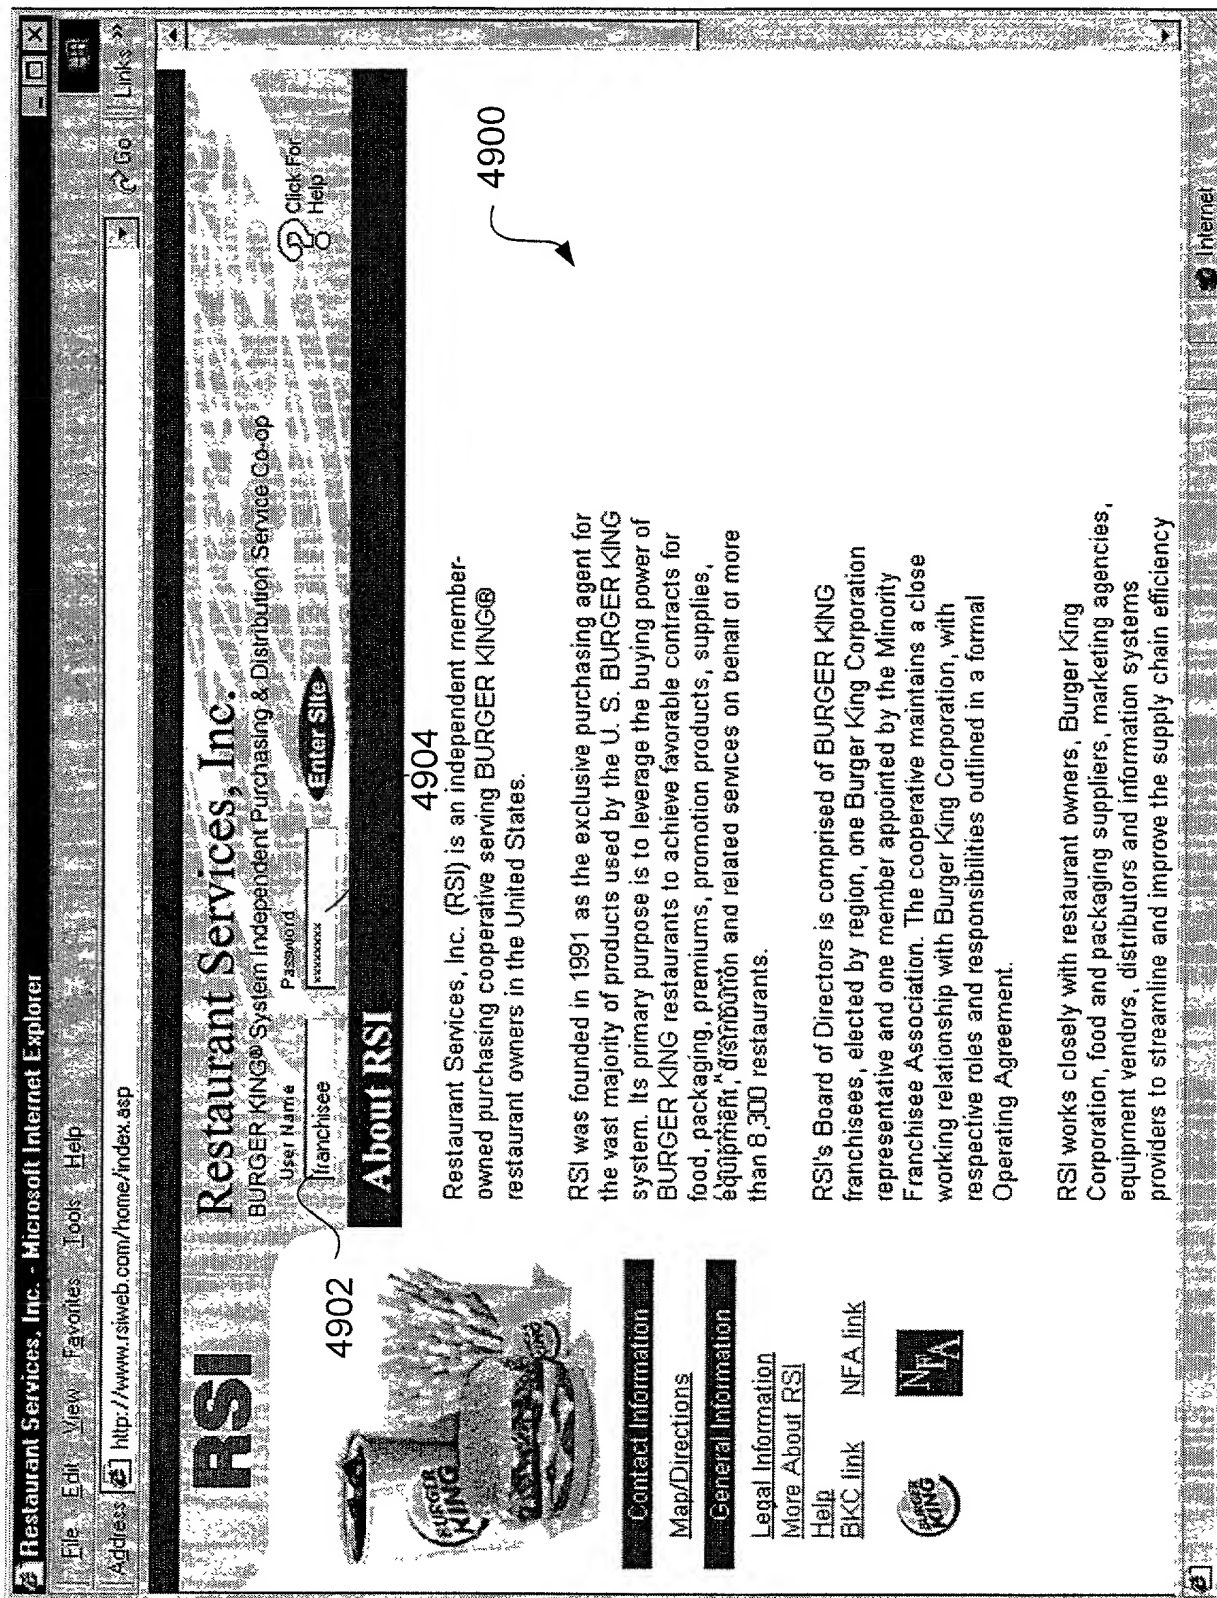 Restaurant Services, Inc. - Microsoft Internet Explorer
File Edit View Favorites Tools Help
Address http://www.rsiweb.com/home/index.asp Go Links »
RSI
Restaurant Services, Inc.
BURGER KING® System Independent Purchasing & Distribution Service Co-op
User Name Password
franchisee xxxxxxxxx Enter Site Click For Help
4902
4904
4900
About RSI
Restaurant Services, Inc. (RSI) is an independent member-
owned purchasing cooperative serving BURGER KING®
restaurant owners in the United States.
RSI was founded in 1991 as the exclusive purchasing agent for
the vast majority of products used by the U. S. BURGER KING
system. Its primary purpose is to leverage the buying power of
BURGER KING restaurants to achieve favorable contracts for
food, packaging, premiums, promotion products, supplies,
equipment, distribution and related services on behalf of more
than 8,300 restaurants.
RSI's Board of Directors is comprised of BURGER KING
franchisees, elected by region, one Burger King Corporation
representative and one member appointed by the Minority
Franchisee Association. The cooperative maintains a close
working relationship with Burger King Corporation, with
respective roles and responsibilities outlined in a formal
Operating Agreement.
RSI works closely with restaurant owners, Burger King
Corporation, food and packaging suppliers, marketing agencies,
equipment vendors, distributors and information systems
providers to streamline and improve the supply chain efficiency
BURGER KING
Contact Information
Map/Directions
General Information
Legal Information
More About RSI
Help
BKC link NFA link
BURGER KING NFA
Internet